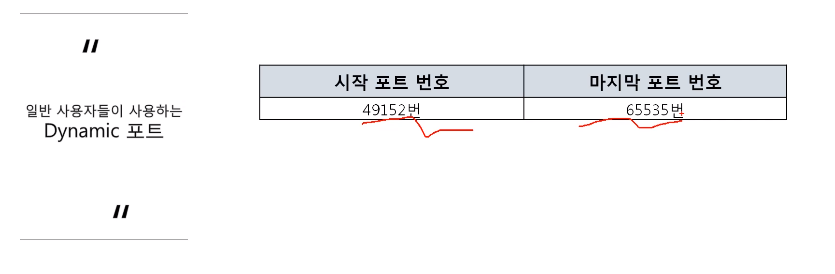 "
일반 사용자들이 사용하는
Dynamic 포트
"
시작 포트 번호 마지막 포트 번호
49152번 65535번